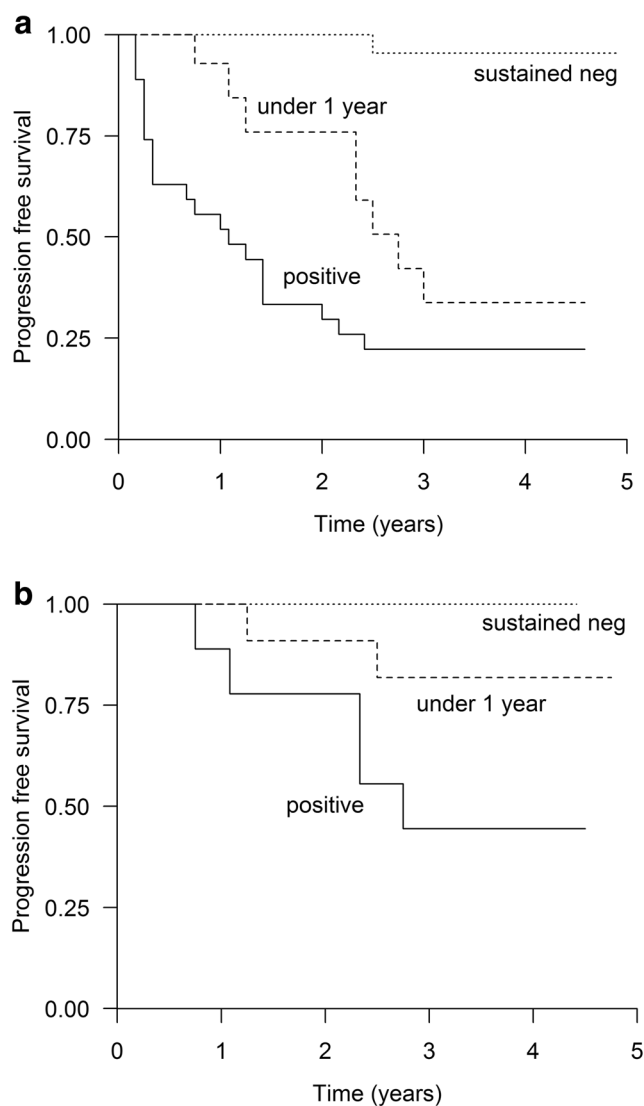 a
1.00
sustained neg
under 1 year
0.75
Progression free survival
0.50
positive
0.25
0.00
0 1 2 3 4 5
Time (years)
b
1.00
sustained neg
0.75
under 1 year
Progression free survival
positive
0.50
0.25
0.00
0 1 2 3 4 5
Time (years)